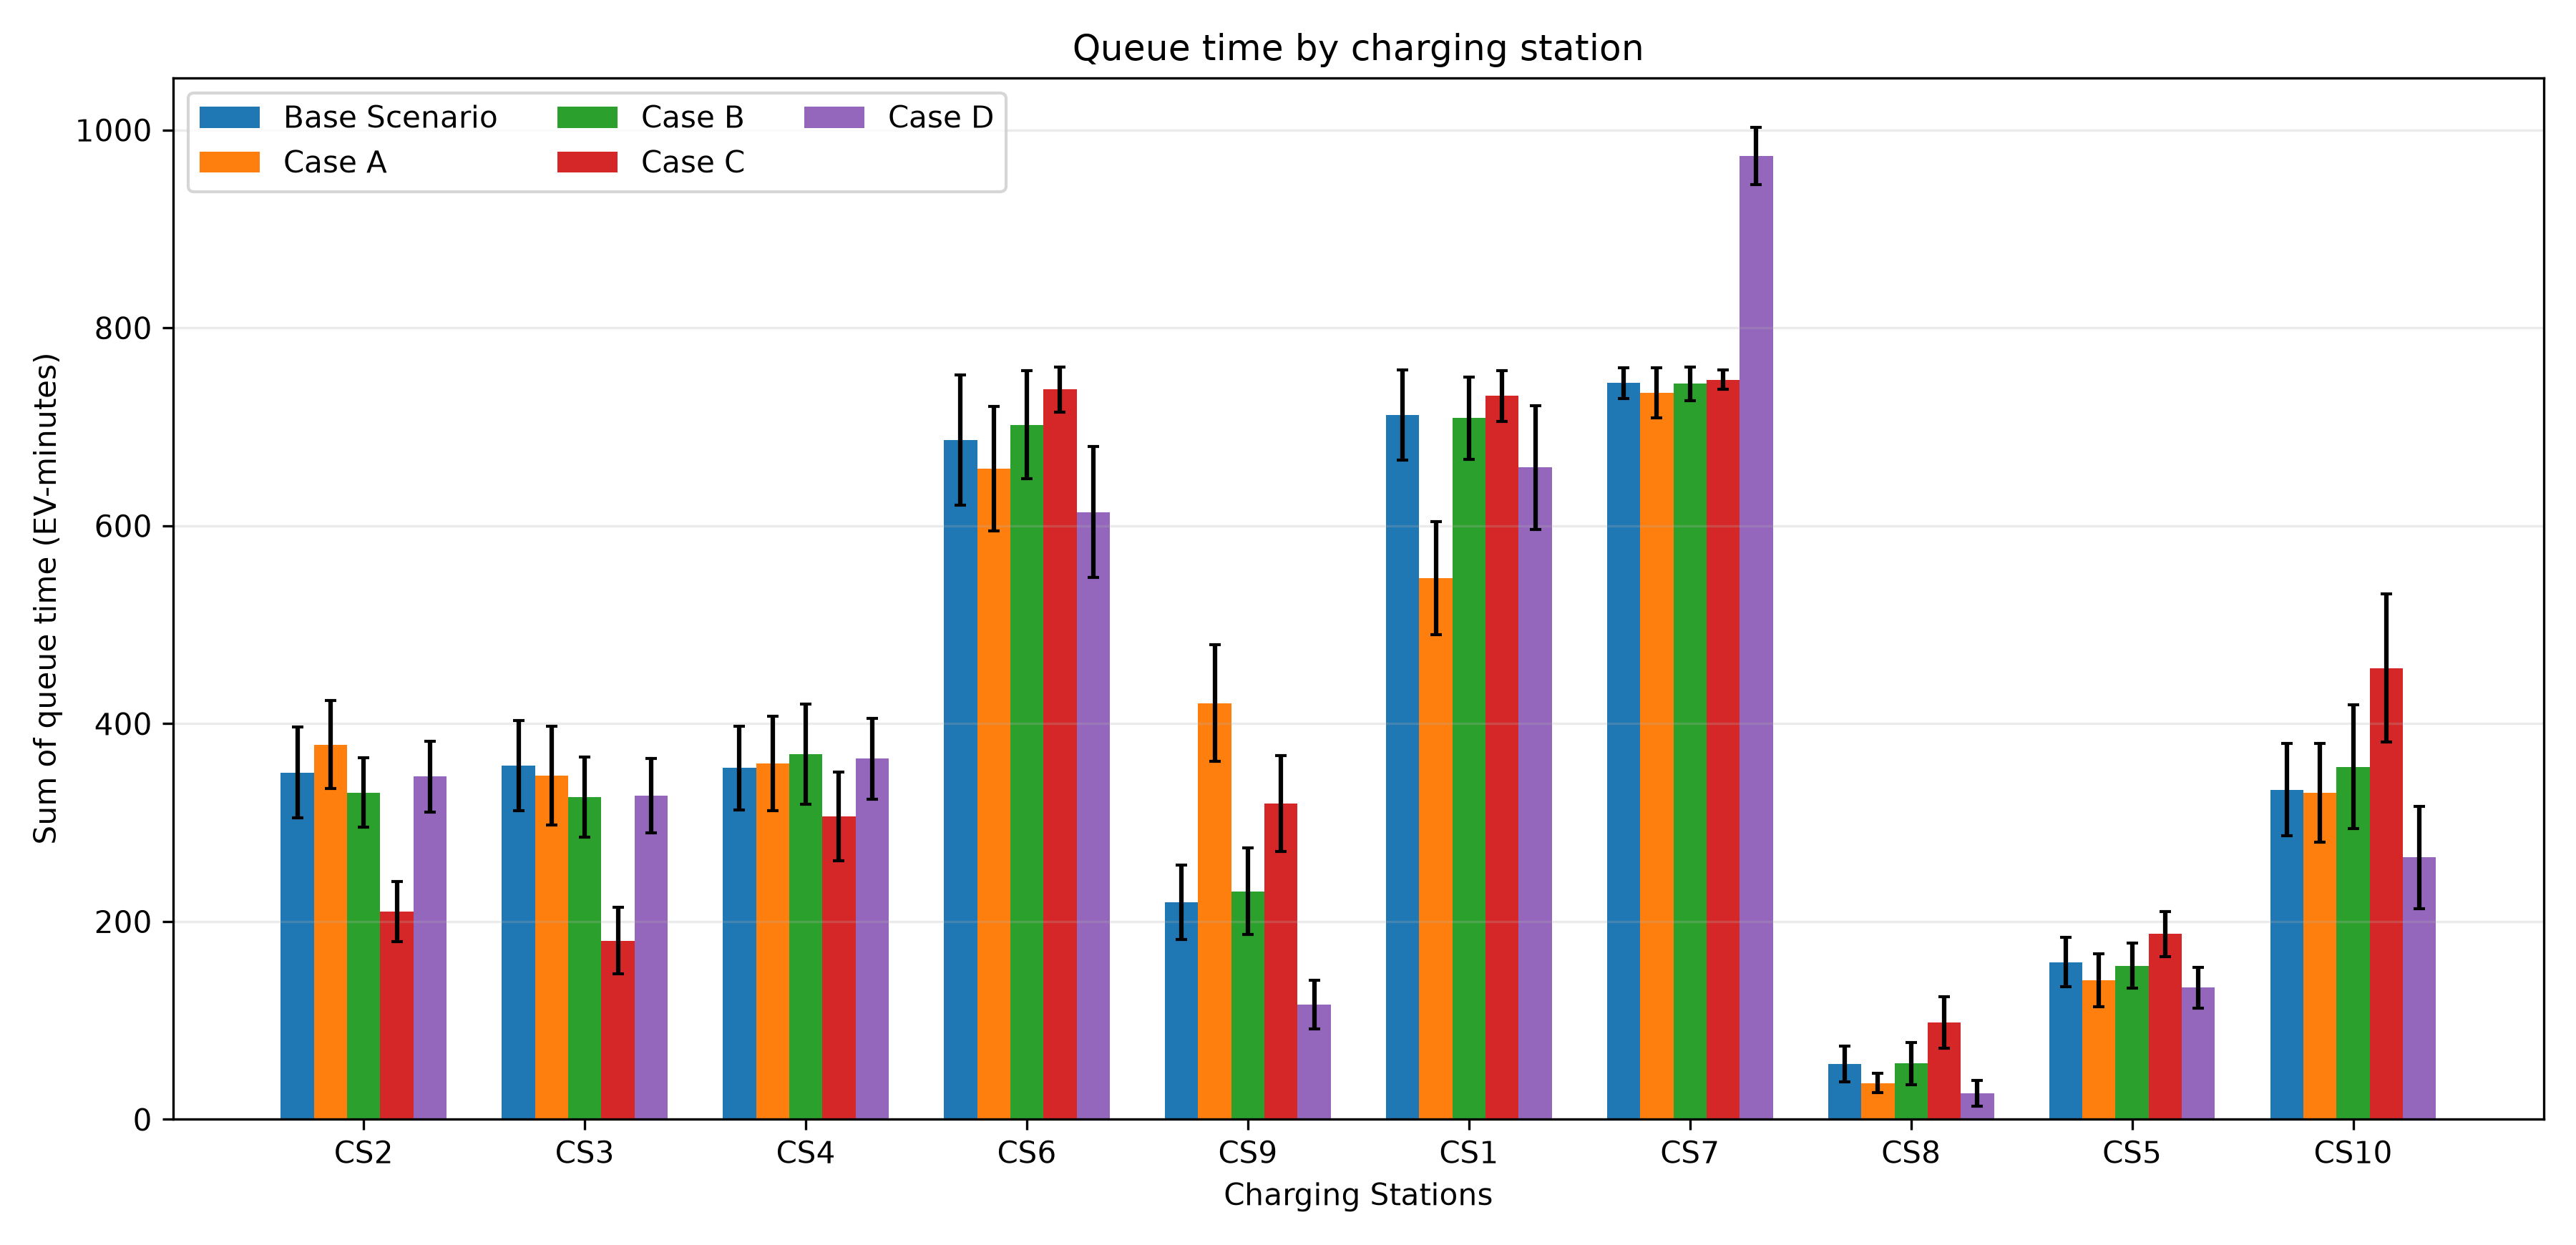 Queue time by charging station
Base Scenario
Case A
Case B
Case C
Case D
Sum of queue time (EV-minutes)
1000
800
600
400
200
0
CS2 CS3 CS4 CS6 CS9 CS1 CS7 CS8 CS5 CS10
Charging Stations